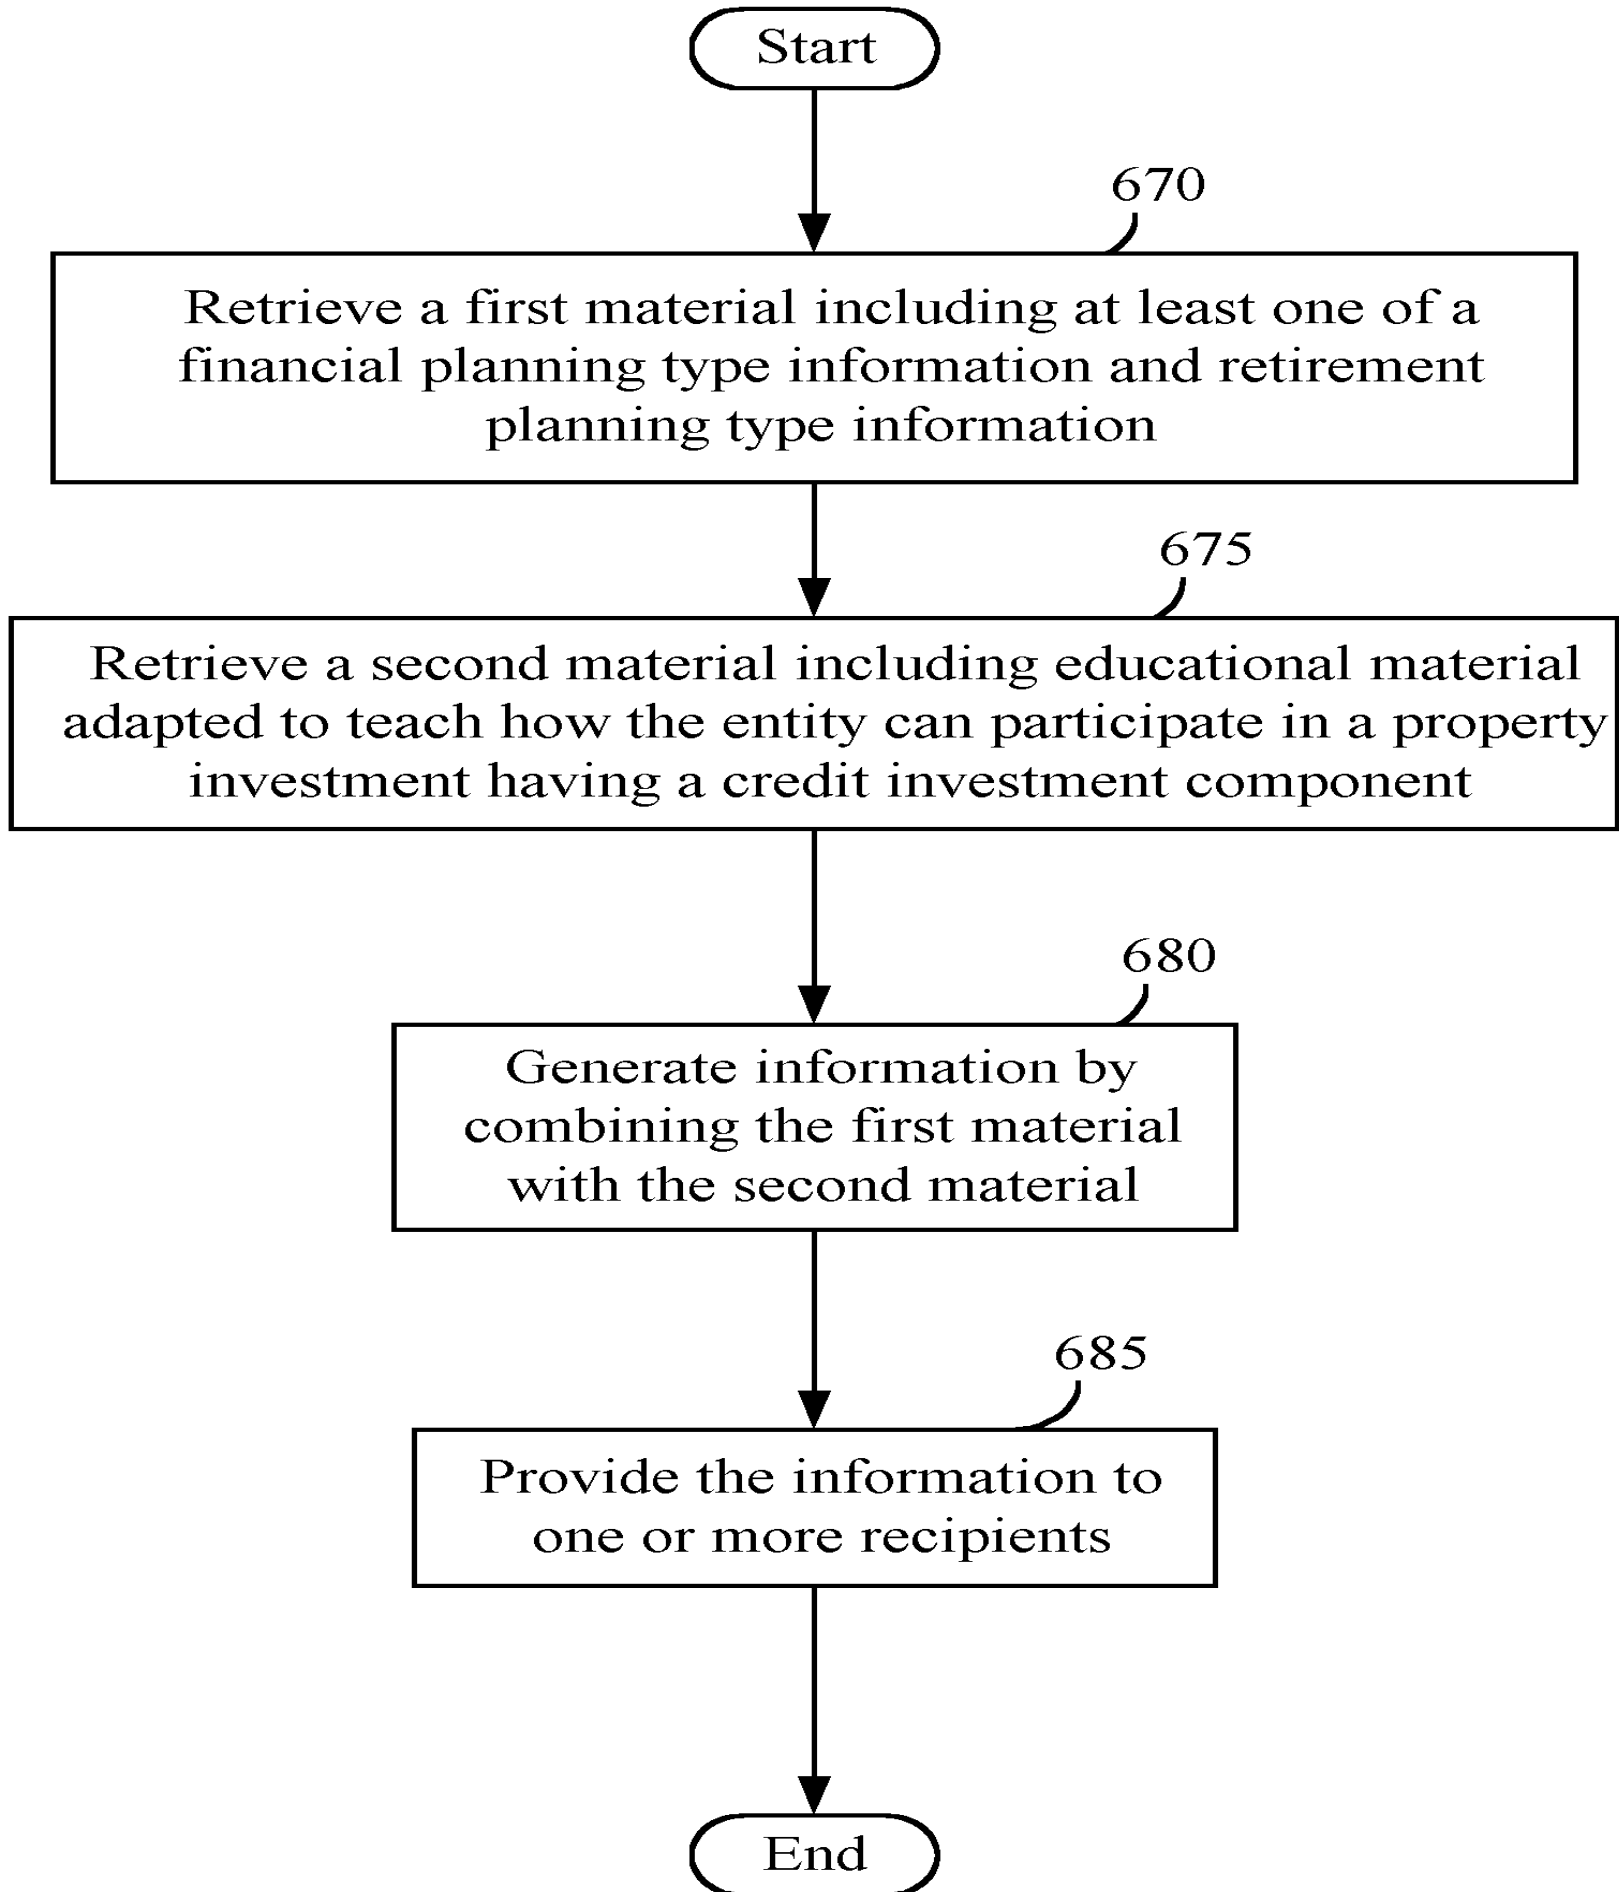 Start
670
Retrieve a first material including at least one of a
financial planning type information and retirement
planning type information
675
Retrieve a second material including educational material
adapted to teach how the entity can participate in a property
investment having a credit investment component
680
Generate information by
combining the first material
with the second material
685
Provide the information to
one or more recipients
End